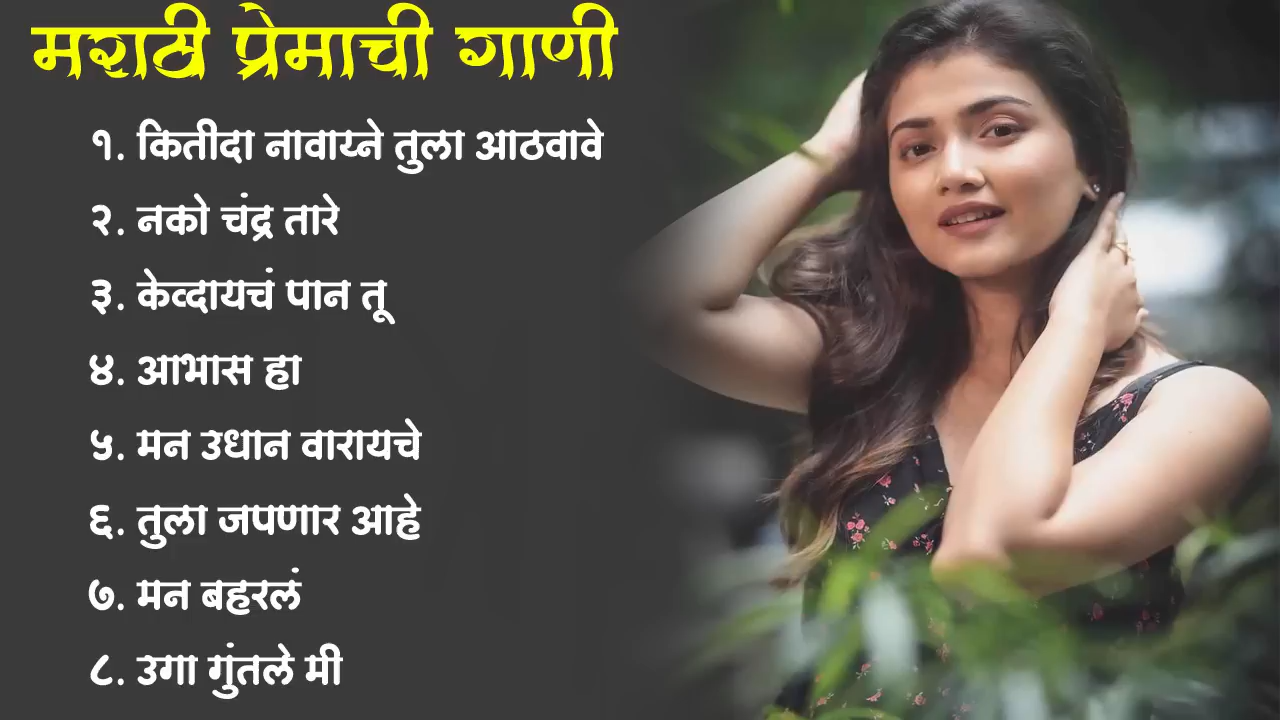 मराठी प्रेमाची गाणी
१. कितीदा नावाय्ने तुला आठवावे
२. नको चंद्र तारे
३. केव्दायचं पान तू
४. आभास हा
५. मन उधान वारायचे
६. तुला जपणार आहे
७. मन बहरलं
८. उगा गुंतले मी